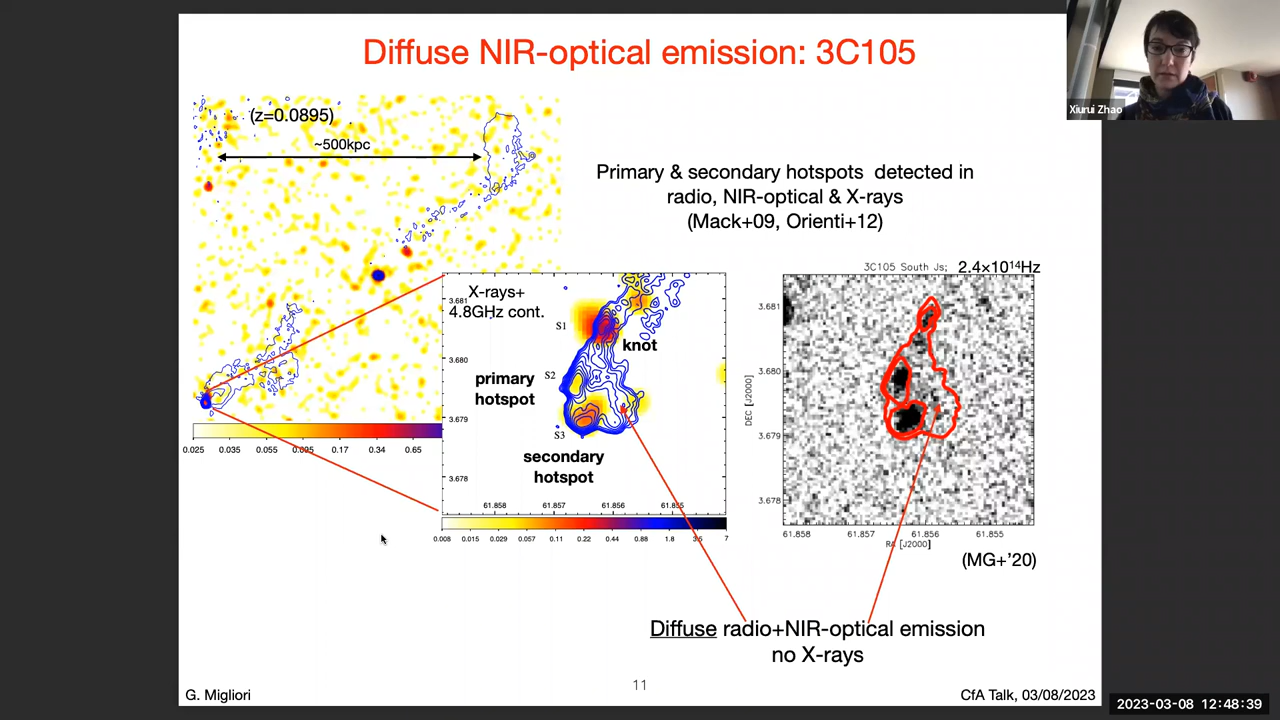 Diffuse NIR-optical emission: 3C105
Xiurui Zhao
(z=0.0895)
~500kpc
Primary & secondary hotspots detected in
radio, NIR-optical & X-rays
(Mack+09, Orienti+12)
0.025 0.035 0.055 0.095 0.17 0.34 0.65
X-rays+
4.8GHz cont.
3.681
3.680
3.679
3.678
S1
knot
primary
hotspot
S2
S3
secondary
hotspot
61.858 61.857 61.856 61.855
0.008 0.015 0.029 0.057 0.11 0.22 0.44 0.88 1.8 3.5 7
3C105 South Js; 2.4×10¹⁴Hz
DEC [J2000]
3.681
3.680
3.679
3.678
61.858 61.857 61.856 61.855
RA [J2000]
(MG+'20)
Diffuse radio+NIR-optical emission
no X-rays
11
G. Migliori
CfA Talk, 03/08/2023
2023-03-08 12:48:39